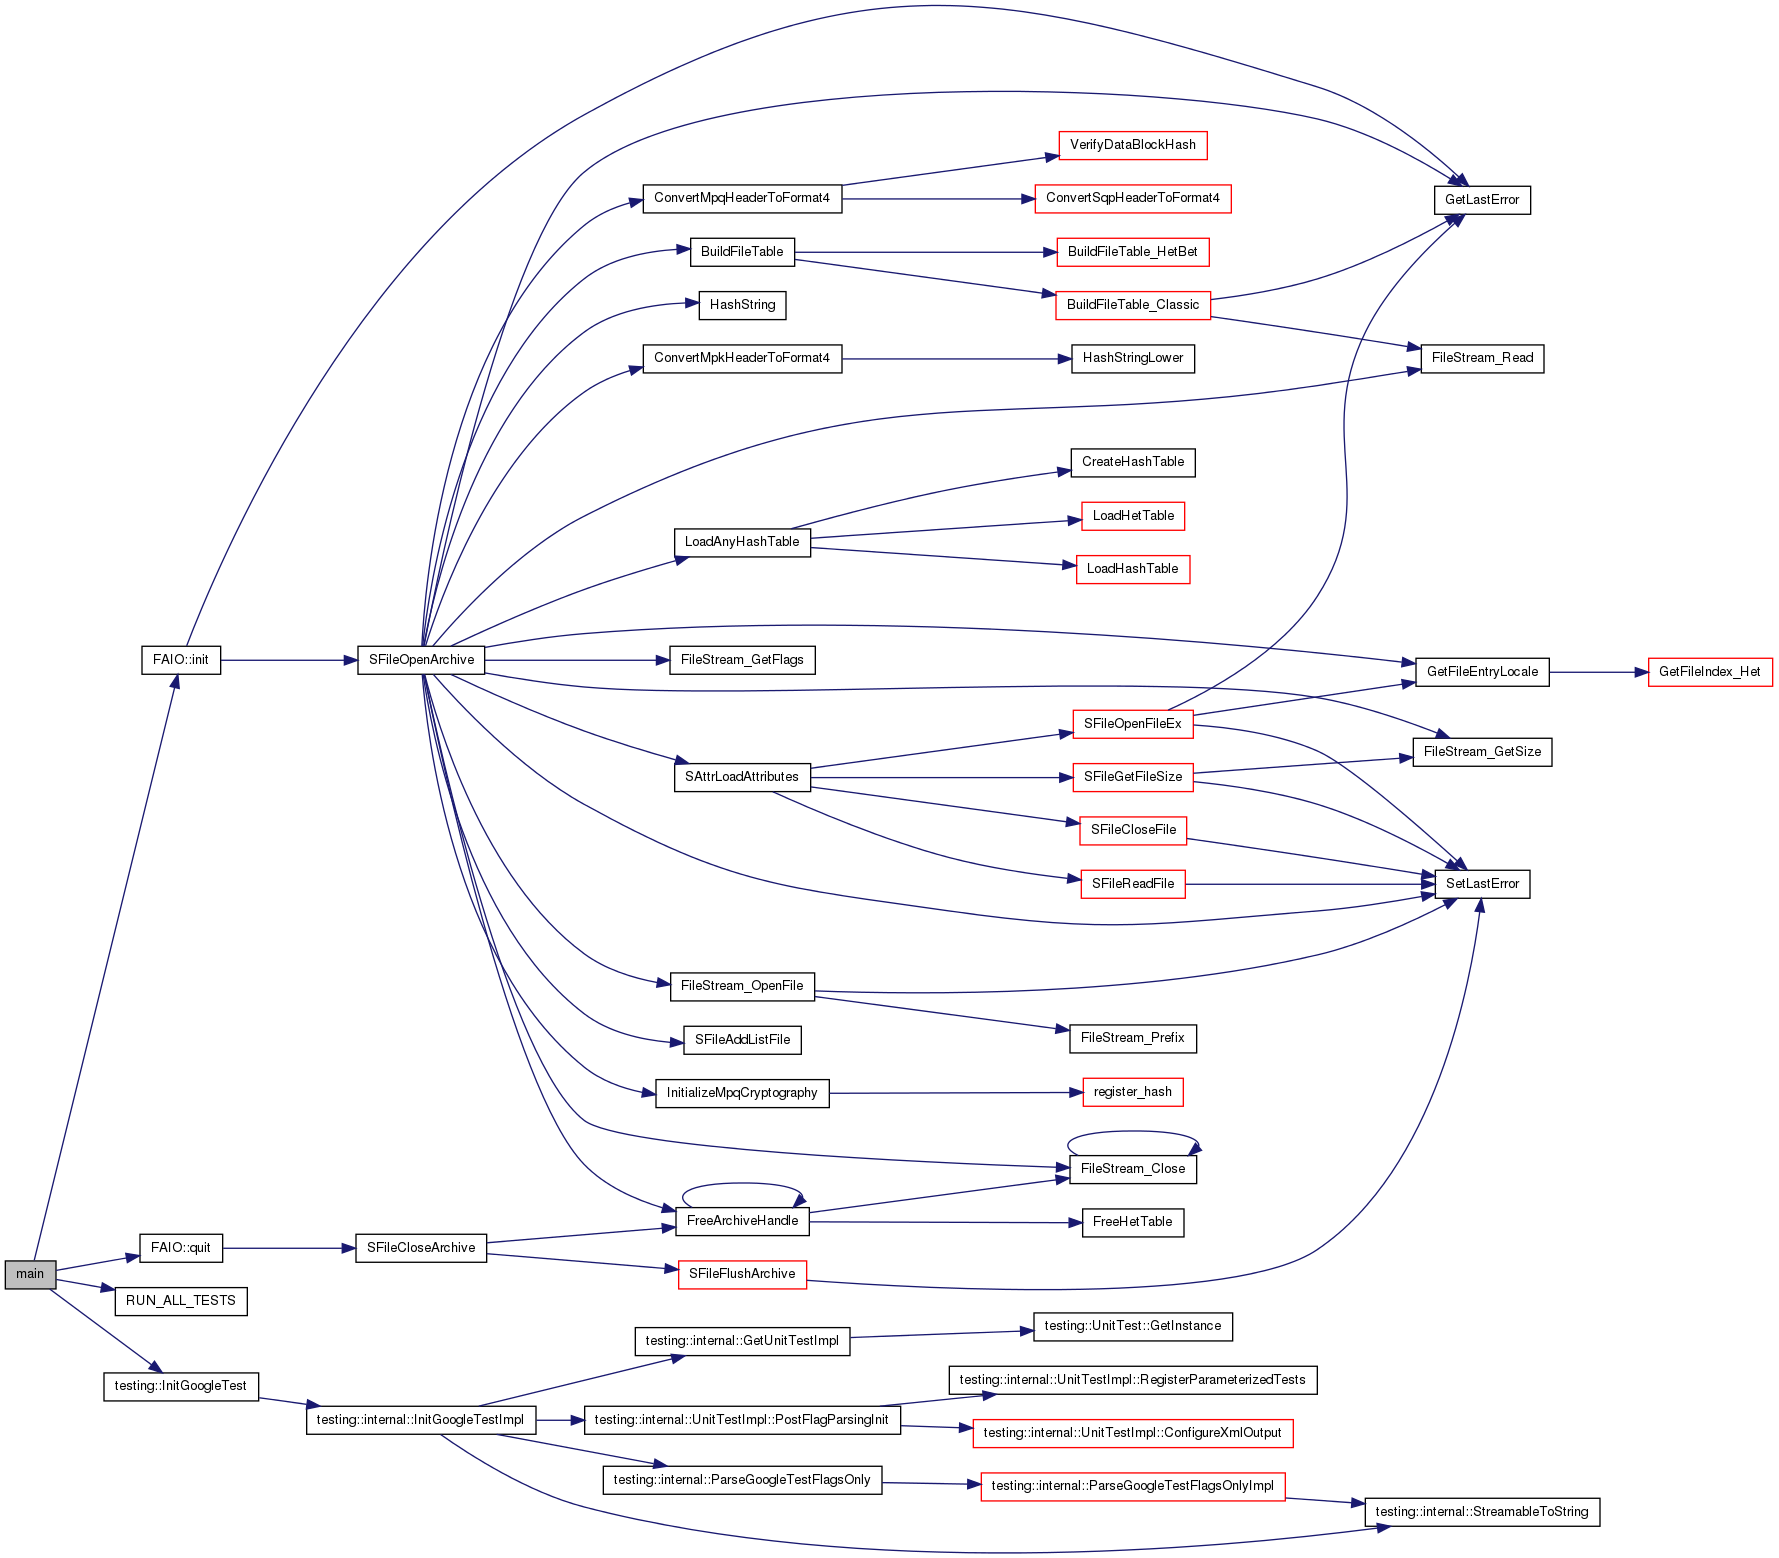 VerifyDataBlockHash
ConvertMpqHeaderToFormat4
ConvertSqpHeaderToFormat4
GetLastError
BuildFileTable
BuildFileTable_HetBet
HashString
BuildFileTable_Classic
ConvertMpkHeaderToFormat4
HashStringLower
FileStream_Read
CreateHashTable
LoadHetTable
LoadAnyHashTable
LoadHashTable
FAIO::init
SFileOpenArchive
FileStream_GetFlags
GetFileEntryLocale
GetFileIndex_Het
SFileOpenFileEx
FileStream_GetSize
SAttrLoadAttributes
SFileGetFileSize
SFileCloseFile
SFileReadFile
SetLastError
FileStream_OpenFile
SFileAddListFile
FileStream_Prefix
InitializeMpqCryptography
register_hash
FileStream_Close
FreeArchiveHandle
FreeHetTable
FAIO::quit
SFileCloseArchive
main
SFileFlushArchive
RUN_ALL_TESTS
testing::UnitTest::GetInstance
testing::internal::GetUnitTestImpl
testing::InitGoogleTest
testing::internal::UnitTestImpl::RegisterParameterizedTests
testing::internal::InitGoogleTestImpl
testing::internal::UnitTestImpl::PostFlagParsingInit
testing::internal::UnitTestImpl::ConfigureXmlOutput
testing::internal::ParseGoogleTestFlagsOnly
testing::internal::ParseGoogleTestFlagsOnlyImpl
testing::internal::StreamableToString